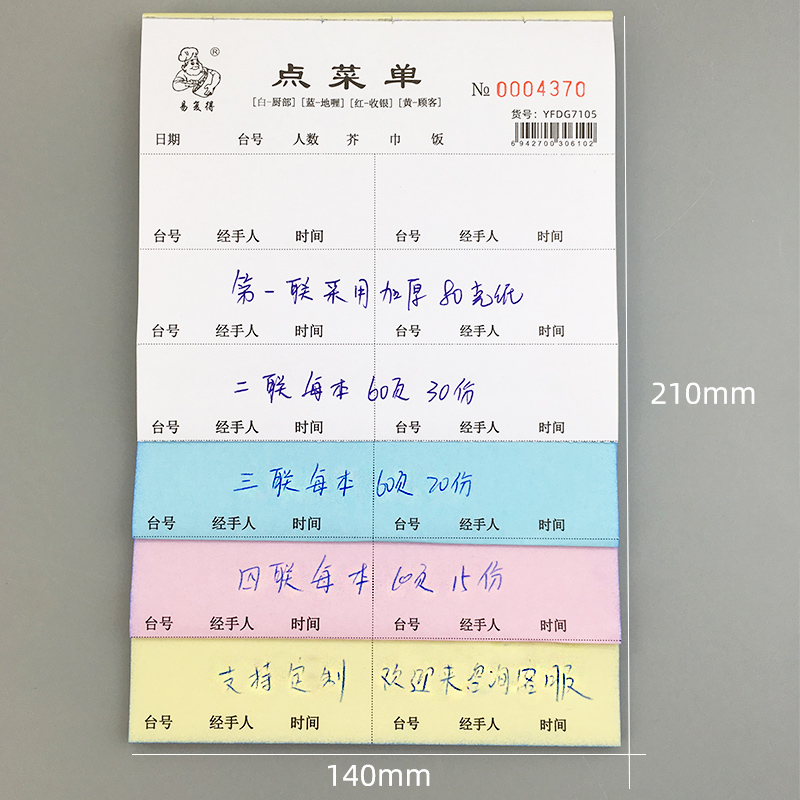 ®
易复得
点菜单
[白-厨部] [蓝-地喱] [红-收银] [黄-顾客]
№ 0004370
货号：YFDG7105
6 942700 306102
日期 台号 人数 芥 巾 饭
台号 经手人 时间 台号 经手人 时间
第一联采用加厚80克纸
台号 经手人 时间 台号 经手人 时间
二联每本 60页 30份
台号 经手人 时间 台号 经手人 时间
三联每本 60页 20份
台号 经手人 时间 台号 经手人 时间
四联每本 60页 15份
台号 经手人 时间 台号 经手人 时间
支持定制 欢迎来咨询客服
台号 经手人 时间 台号 经手人 时间
210mm
140mm